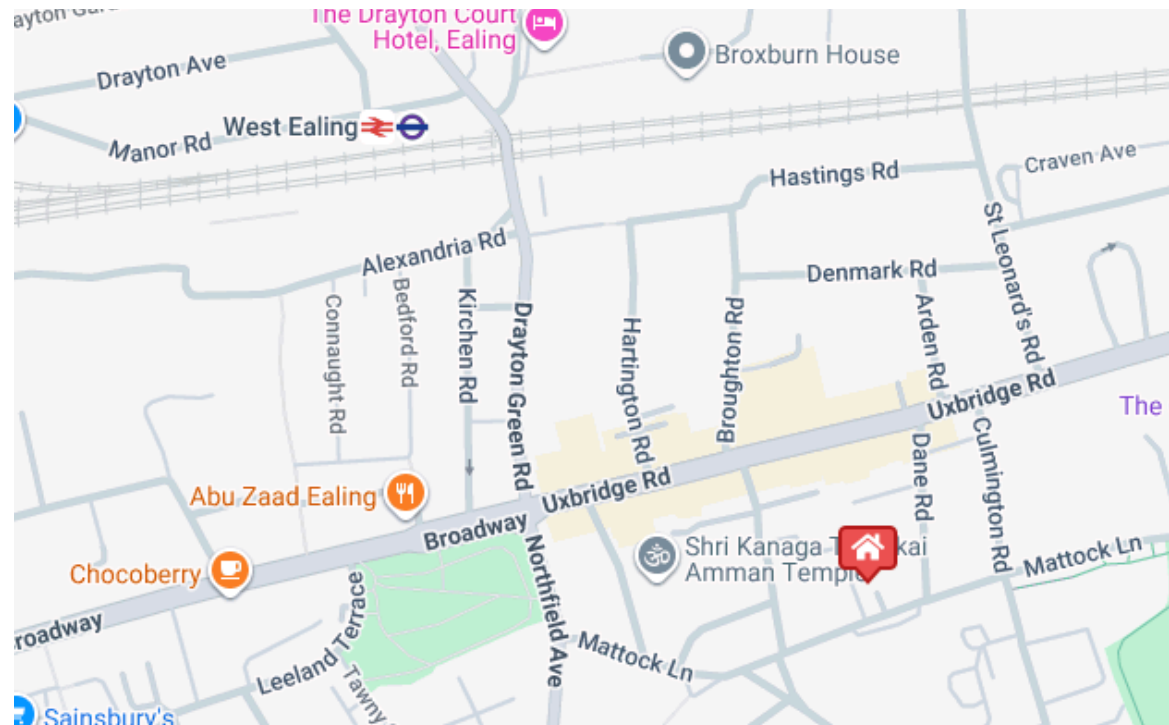 The Drayton Court
Hotel, Ealing
Broxburn House
Drayton Ave
West Ealing
Manor Rd
Craven Ave
Hastings Rd
St Leonard's Rd
Alexandria Rd
Denmark Rd
Bedford Rd
Connaught Rd
Kirchen Rd
Drayton Green Rd
Hartington Rd
Broughton Rd
Arden Rd
Uxbridge Rd
The
Abu Zaad Ealing
Uxbridge Rd
Dane Rd
Culmington Rd
Broadway
Shri Kanaga T kai
Amman Temple
Mattock Ln
Chocoberry
Northfield Ave
roadway
Leeland Terrace
Mattock Ln
Tawny
Sainsbury's